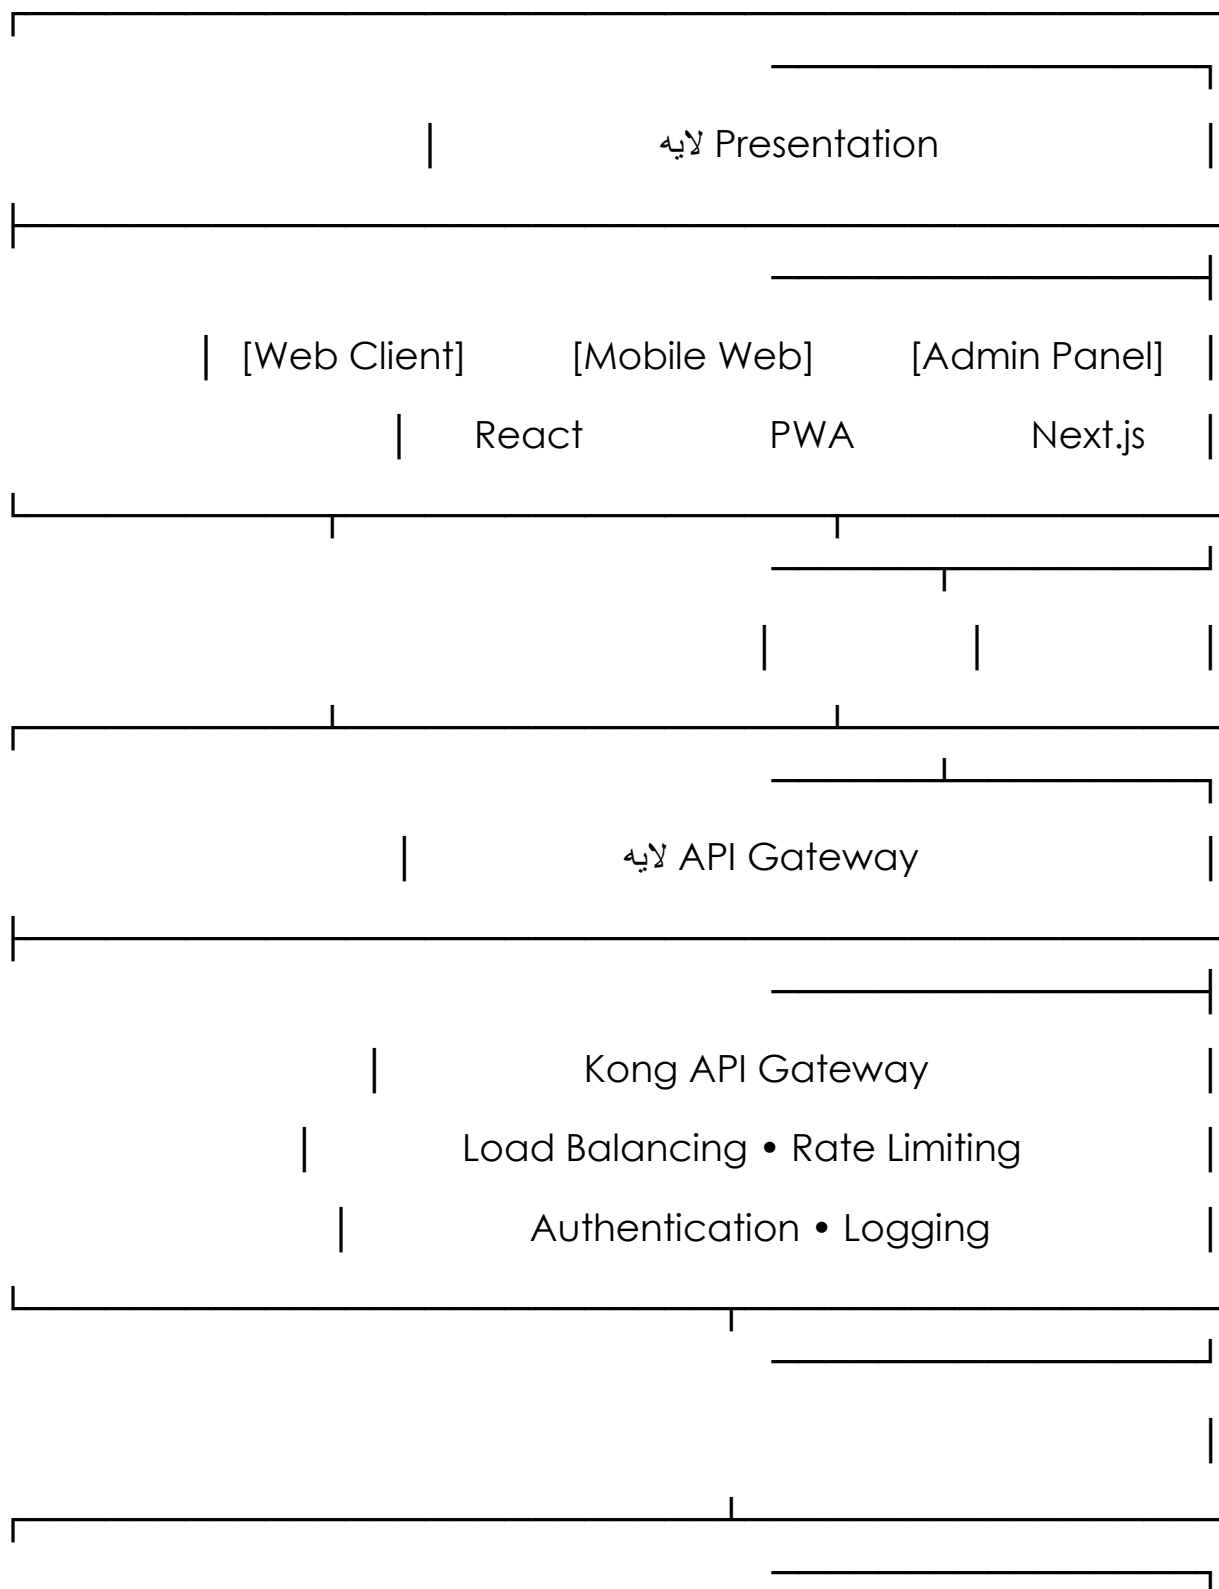 لایه Presentation
[Web Client] [Mobile Web] [Admin Panel]
React PWA Next.js
لایه API Gateway
Kong API Gateway
Load Balancing • Rate Limiting
Authentication • Logging